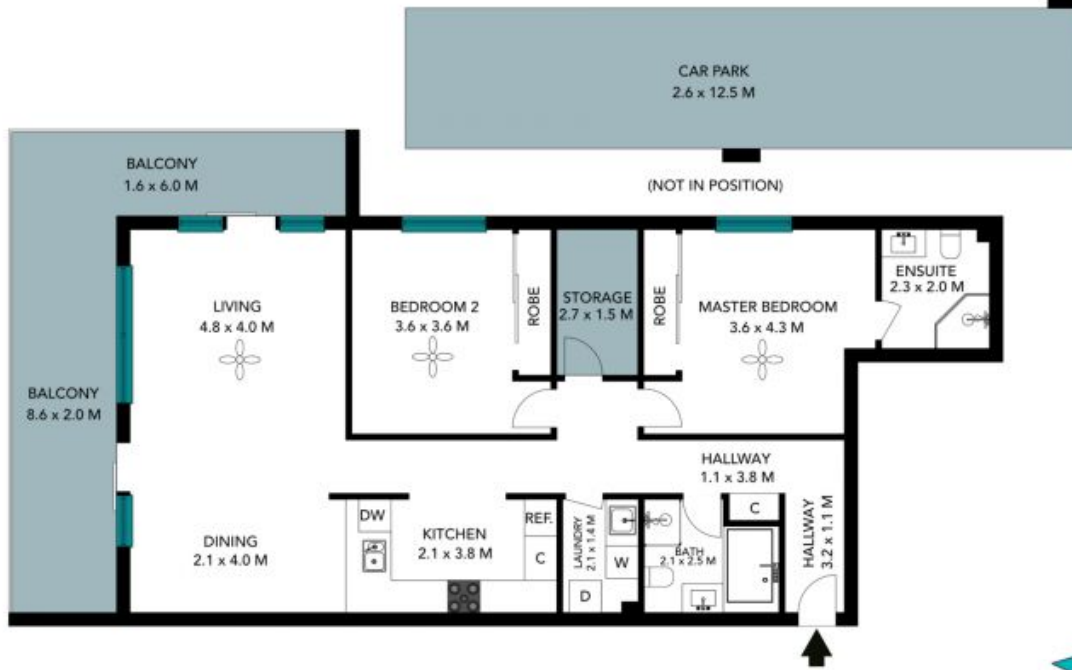 CAR PARK
2.6 x 12.5 M
(NOT IN POSITION)
BALCONY
1.6 x 6.0 M
LIVING
4.8 x 4.0 M
BEDROOM 2
3.6 x 3.6 M
ROBE
STORAGE
2.7 x 1.5 M
ROBE
MASTER BEDROOM
3.6 x 4.3 M
ENSUITE
2.3 x 2.0 M
BALCONY
8.6 x 2.0 M
HALLWAY
1.1 x 3.8 M
DINING
2.1 x 4.0 M
DW
KITCHEN
2.1 x 3.8 M
REF.
C
LAUNDRY
2.1 x 1.4 M
W
D
BATH
2.1 x 2.5 M
C
HALLWAY
3.2 x 1.1 M